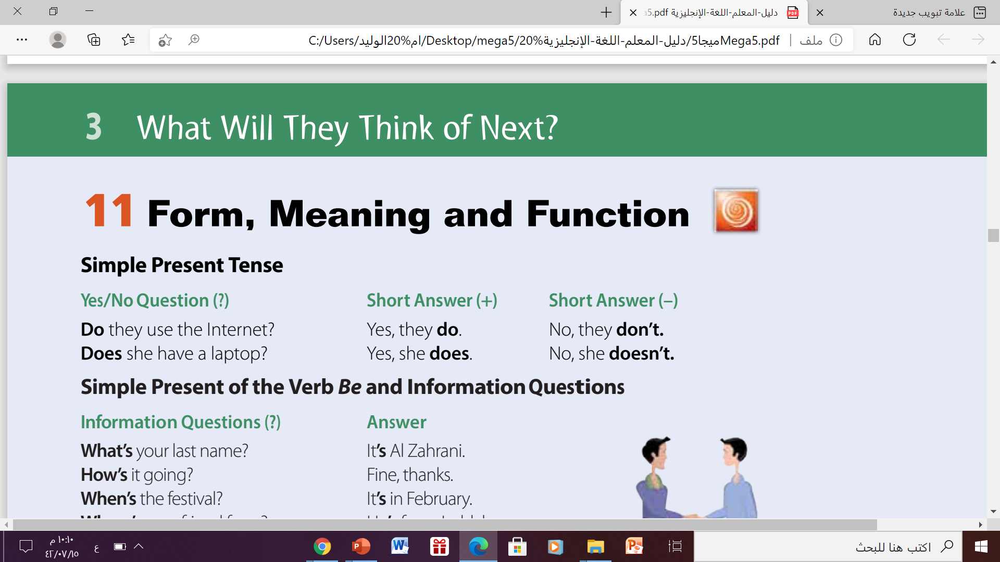 علامة تبويب جديدة
دليل-المعلم-اللغة-الإنجليزية a5.pdf
ملف
C:/Users/ام%20الوليد/Desktop/mega5/20%دليل-المعلم-اللغة-الإنجليزية/ميجا5Mega5.pdf
3 What Will They Think of Next?
11 Form, Meaning and Function
Simple Present Tense
Yes/No Question (?) Short Answer (+) Short Answer (–)
Do they use the Internet? Yes, they do. No, they don’t.
Does she have a laptop? Yes, she does. No, she doesn’t.
Simple Present of the Verb Be and Information Questions
Information Questions (?) Answer
What’s your last name? It’s Al Zahrani.
How’s it going? Fine, thanks.
When’s the festival? It’s in February.
اكتب هنا للبحث
ع
١٠:١٠ م
٤٢/٠٧/١٥